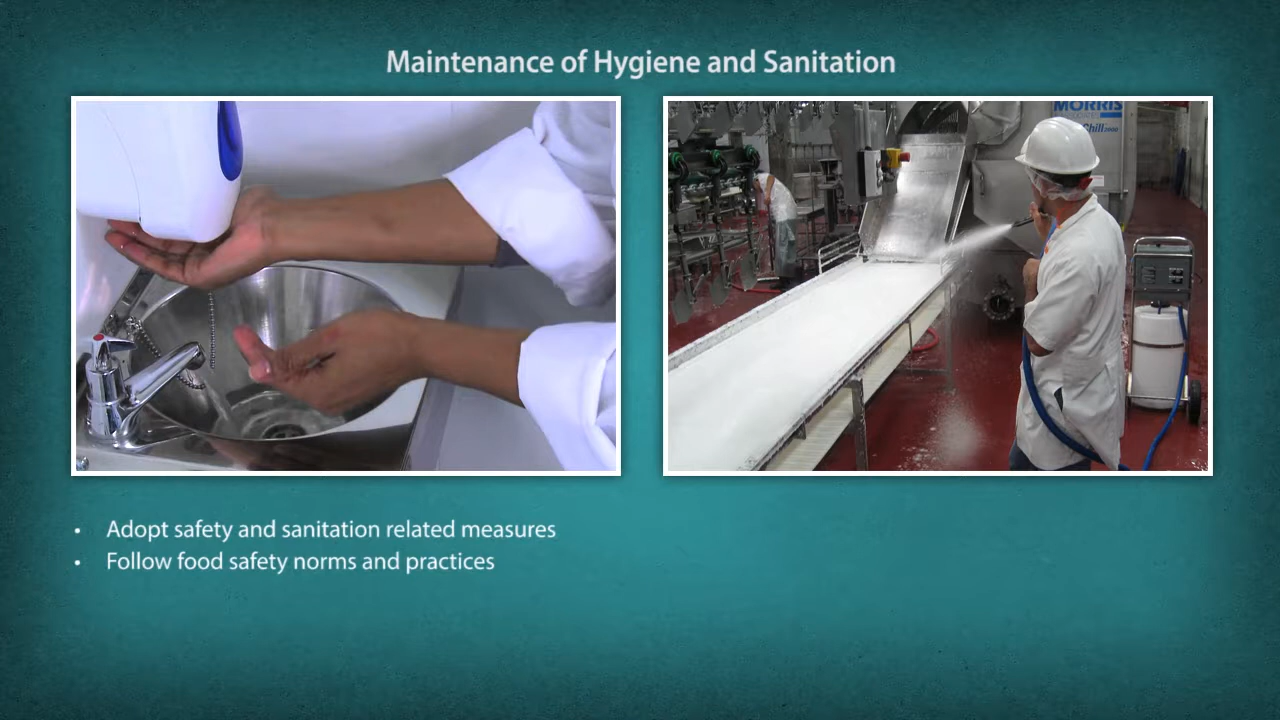 Maintenance of Hygiene and Sanitation
MORRIS
Chill
• Adopt safety and sanitation related measures
• Follow food safety norms and practices